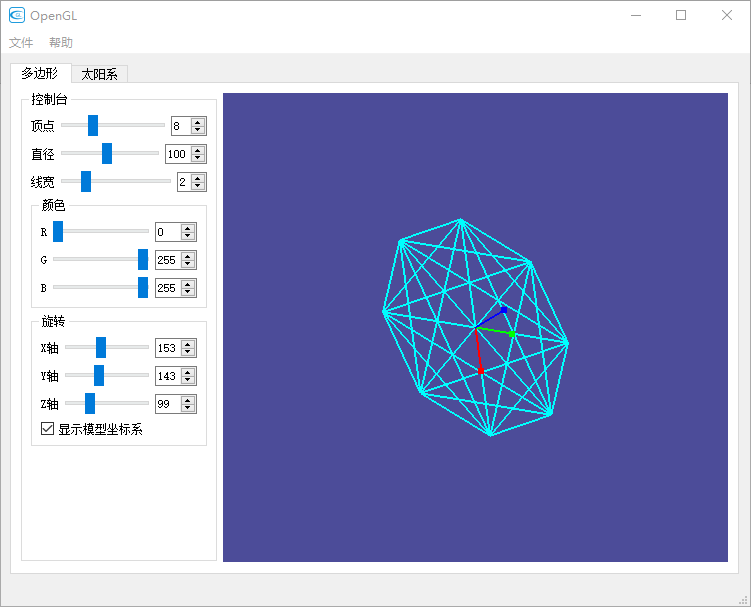 OpenGL
文件 帮助
多边形 太阳系
控制台
顶点 8
直径 100
线宽 2
颜色
R 0
G 255
B 255
旋转
X轴 153
Y轴 143
Z轴 99
显示模型坐标系